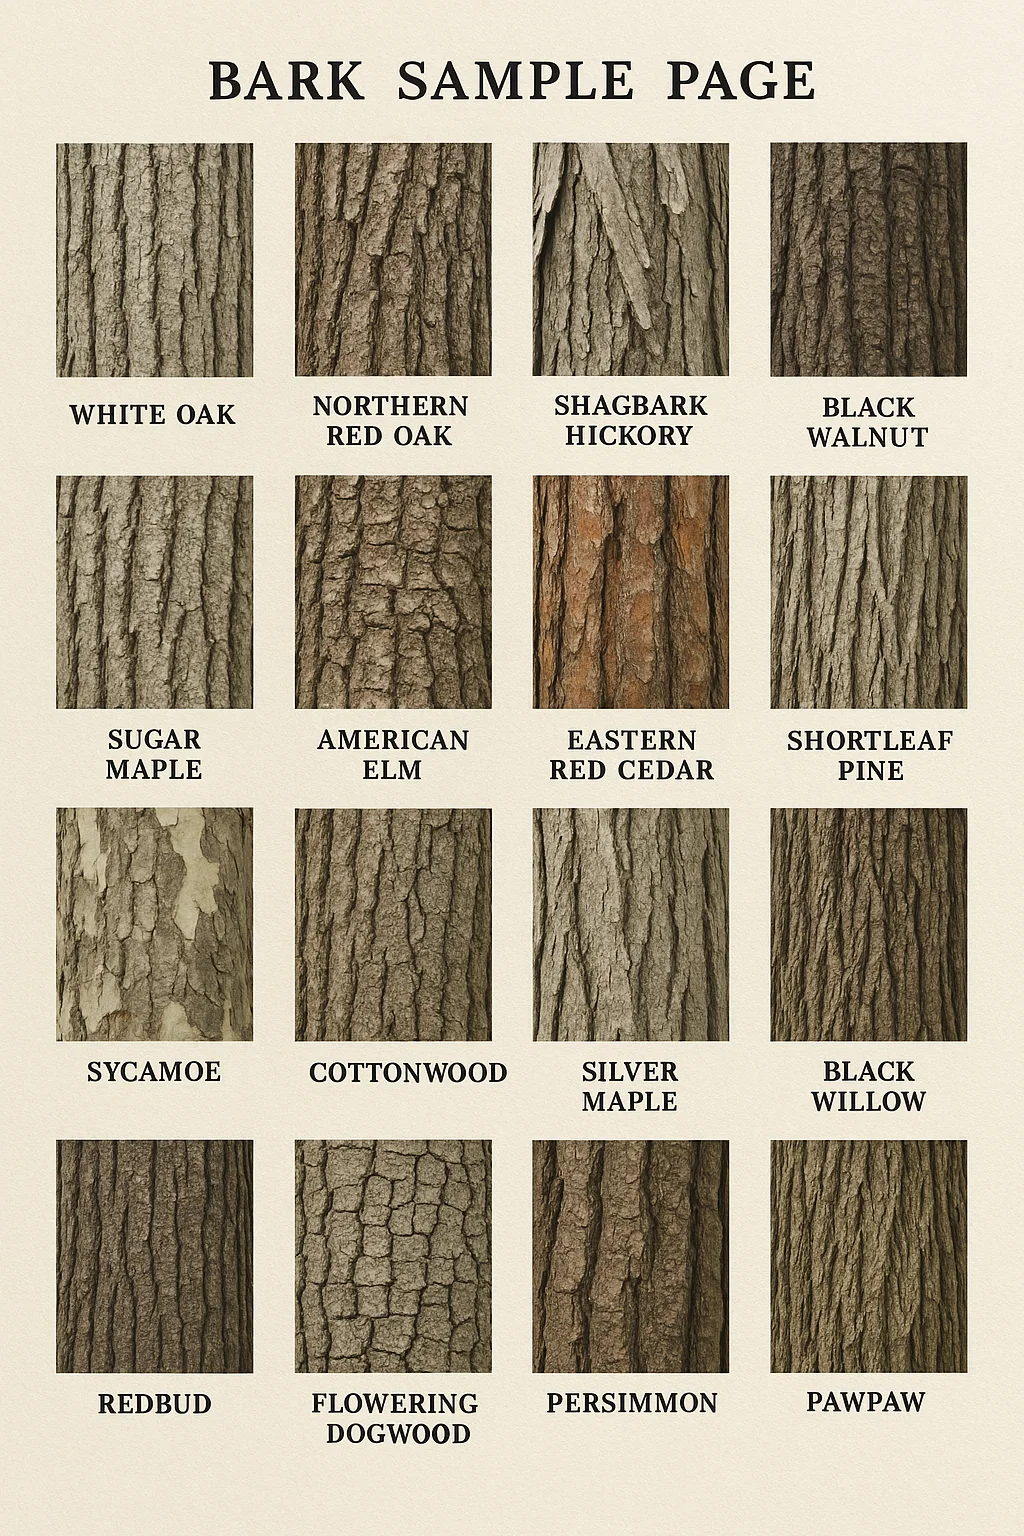 BARK SAMPLE PAGE
WHITE OAK
NORTHERN
RED OAK
SHAGBARK
HICKORY
BLACK
WALNUT
SUGAR
MAPLE
AMERICAN
ELM
EASTERN
RED CEDAR
SHORTLEAF
PINE
SYCAMOE
COTTONWOOD
SILVER
MAPLE
BLACK
WILLOW
REDBUD
FLOWERING
DOGWOOD
PERSIMMON
PAWPAW